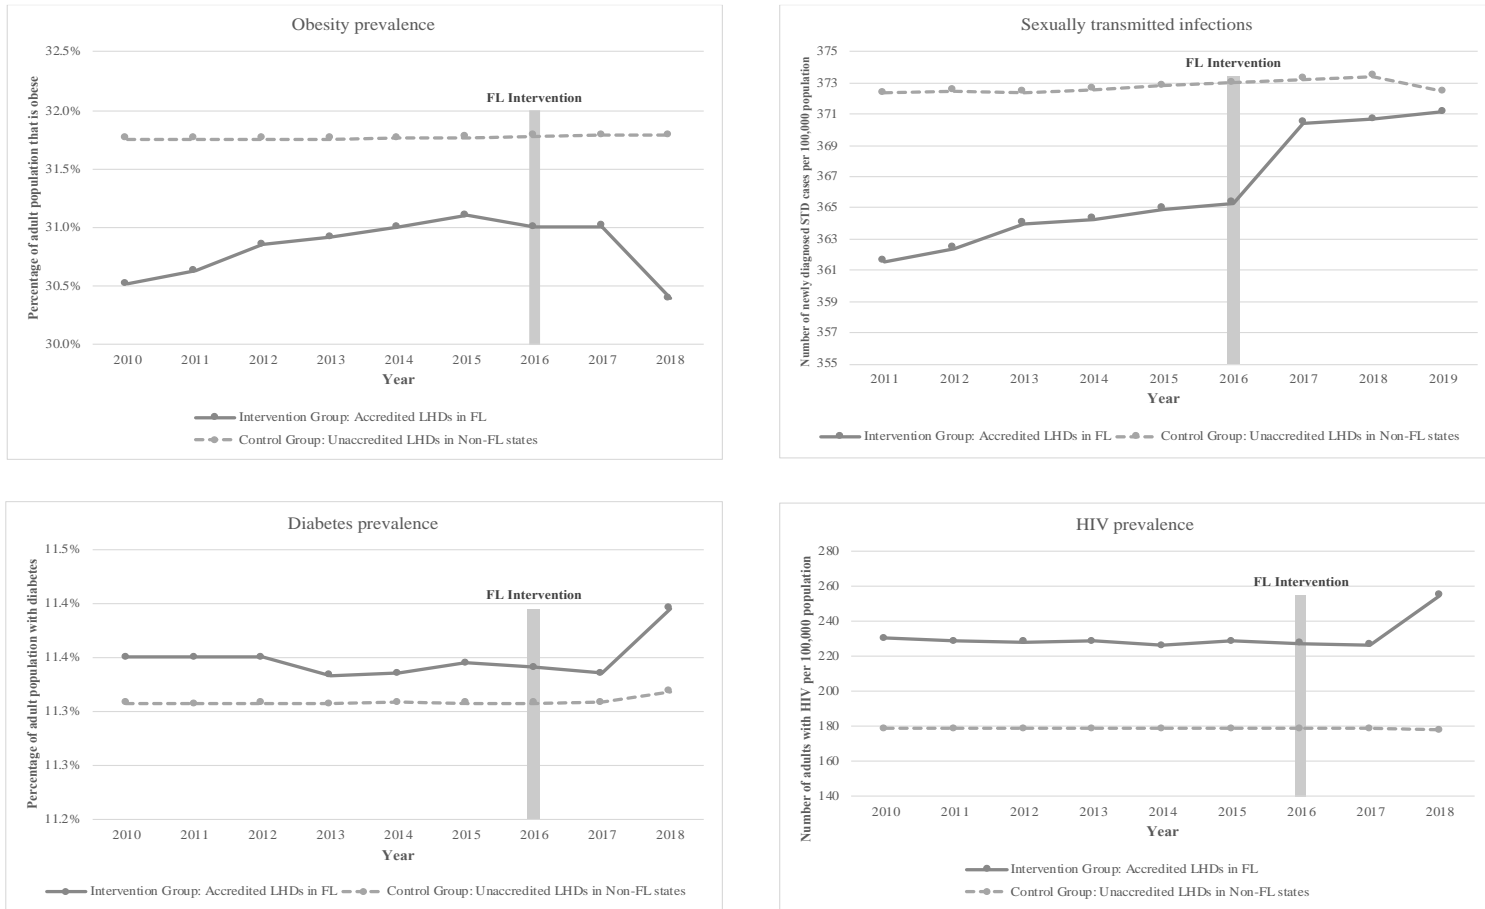 Obesity prevalence
Percentage of adult population that is obese
32.5%
32.0%
31.5%
31.0%
30.5%
30.0%
FL Intervention
2010 2011 2012 2013 2014 2015 2016 2017 2018
Year
Intervention Group: Accredited LHDs in FL
Control Group: Unaccredited LHDs in Non-FL states
Sexually transmitted infections
Number of newly diagnosed STD cases per 100,000 population
375
373
371
369
367
365
363
361
359
357
355
FL Intervention
2011 2012 2013 2014 2015 2016 2017 2018 2019
Year
Intervention Group: Accredited LHDs in FL Control Group: Unaccredited LHDs in Non-FL states
Diabetes prevalence
Percentage of adult population with diabetes
11.5%
11.4%
11.4%
11.3%
11.3%
11.2%
FL Intervention
2010 2011 2012 2013 2014 2015 2016 2017 2018
Year
Intervention Group: Accredited LHDs in FL Control Group: Unaccredited LHDs in Non-FL states
HIV prevalence
Number of adults with HIV per 100,000 population
280
260
240
220
200
180
160
140
FL Intervention
2010 2011 2012 2013 2014 2015 2016 2017 2018
Year
Intervention Group: Accredited LHDs in FL
Control Group: Unaccredited LHDs in Non-FL states